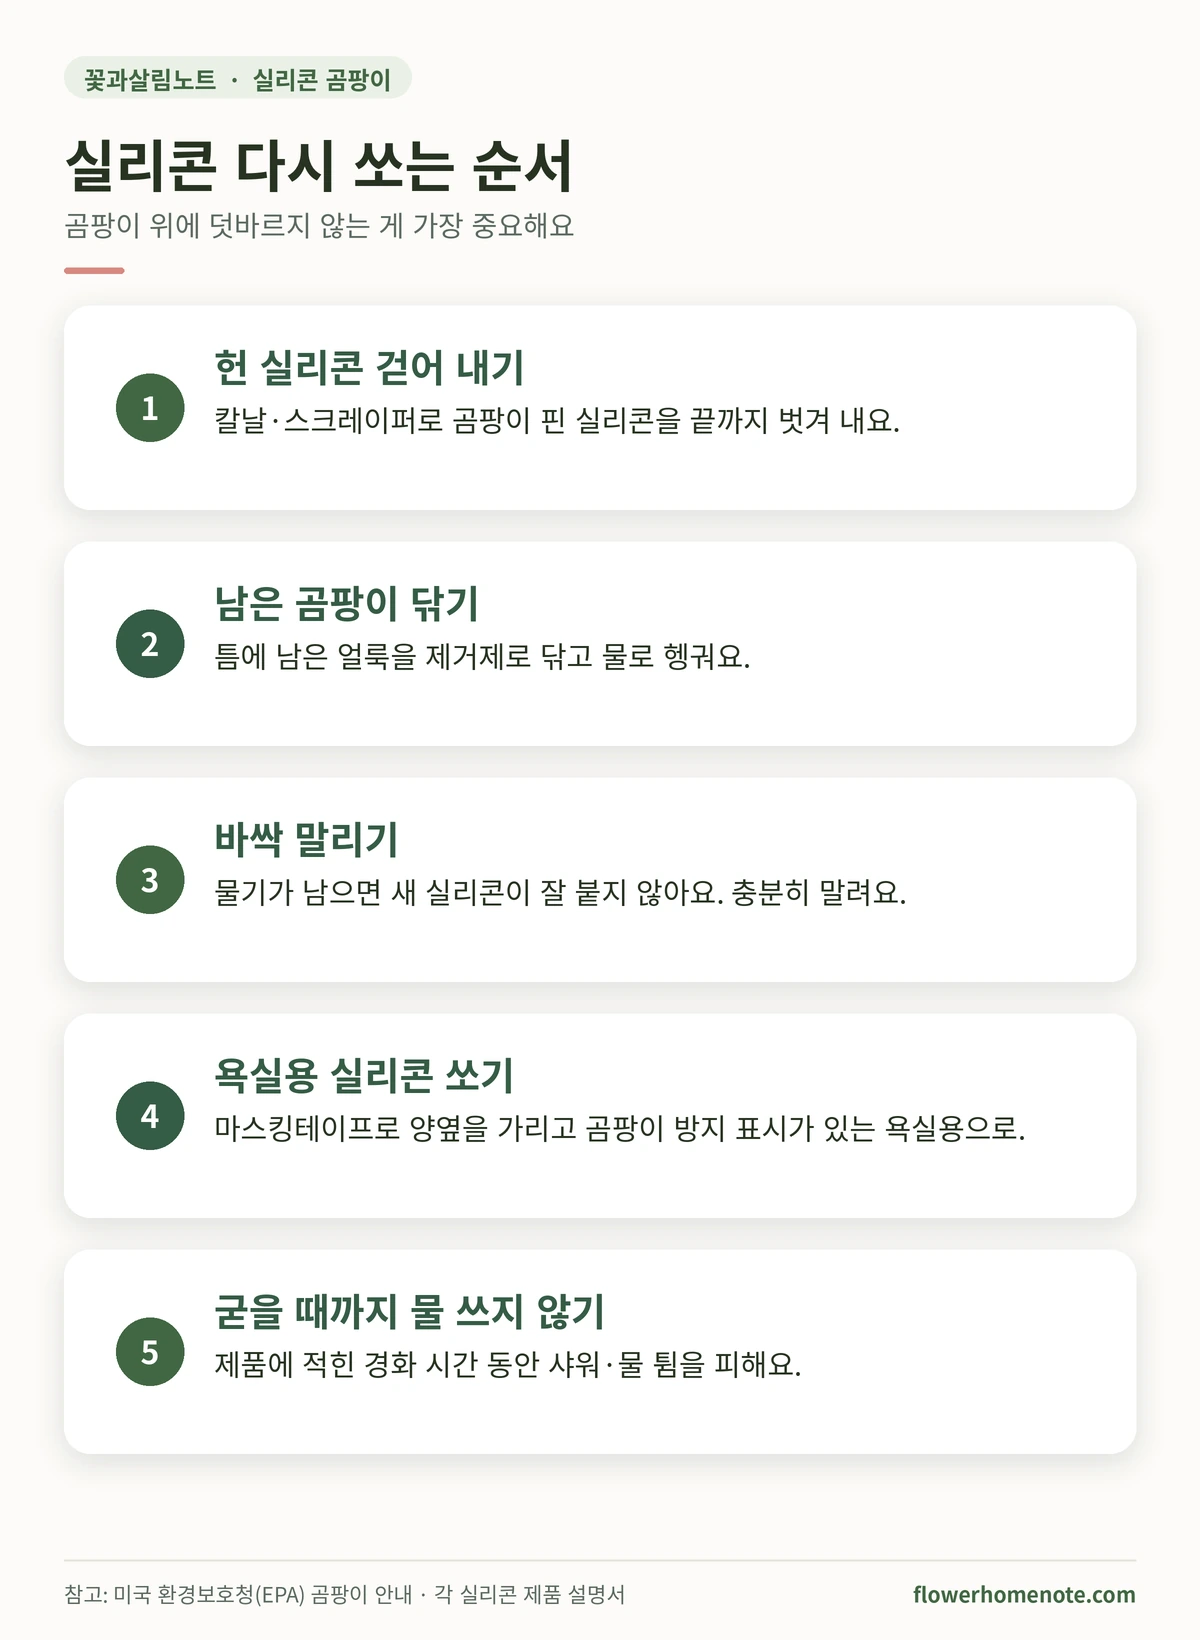 꽃과살림노트 · 실리콘 곰팡이
실리콘 다시 쏘는 순서
곰팡이 위에 덧바르지 않는 게 가장 중요해요
1
헌 실리콘 걷어 내기
칼날·스크레이퍼로 곰팡이 핀 실리콘을 끝까지 벗겨 내요.
2
남은 곰팡이 닦기
틈에 남은 얼룩을 제거제로 닦고 물로 헹궈요.
3
바싹 말리기
물기가 남으면 새 실리콘이 잘 붙지 않아요. 충분히 말려요.
4
욕실용 실리콘 쏘기
마스킹테이프로 양옆을 가리고 곰팡이 방지 표시가 있는 욕실용으로.
5
굳을 때까지 물 쓰지 않기
제품에 적힌 경화 시간 동안 샤워·물 튐을 피해요.
참고: 미국 환경보호청(EPA) 곰팡이 안내 · 각 실리콘 제품 설명서
flowerhomenote.com